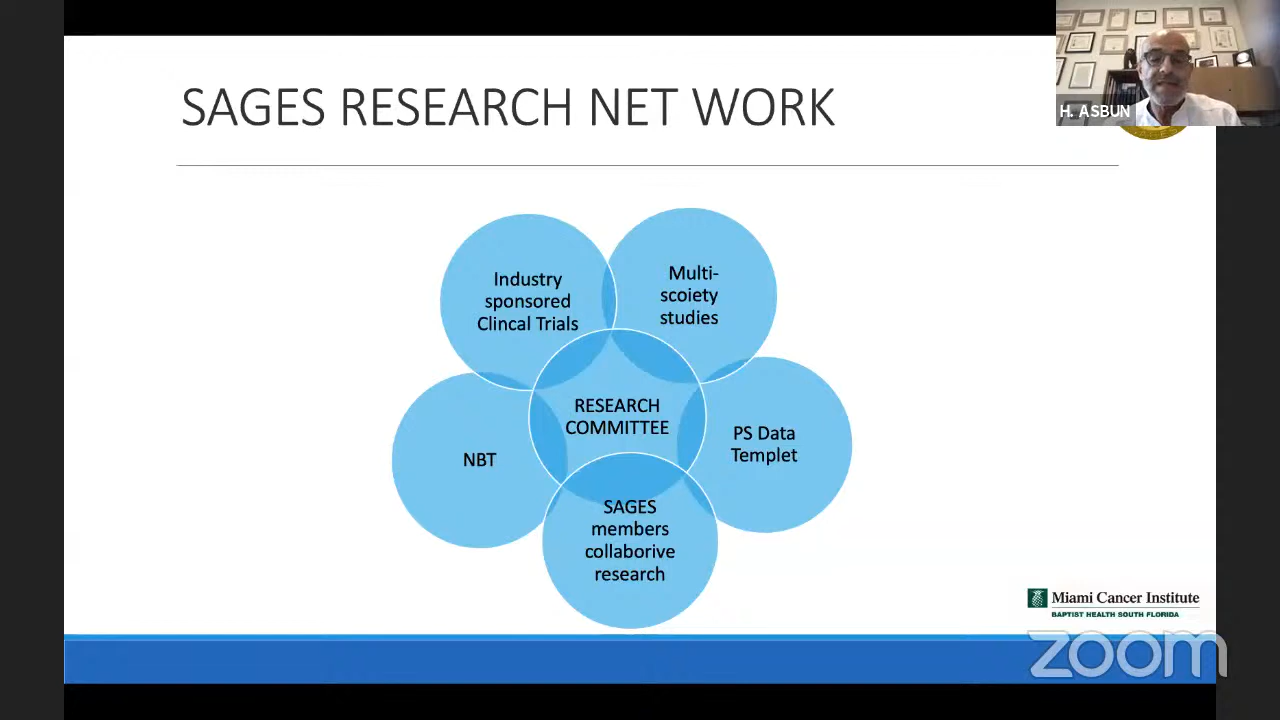 SAGES RESEARCH NET WORK
H. ASBUN
Industry
sponsored
Clincal Trials
Multi-
scoiety
studies
RESEARCH
COMMITTEE
PS Data
Templet
NBT
SAGES
members
collaborive
research
Miami Cancer Institute
BAPTIST HEALTH SOUTH FLORIDA
zoom